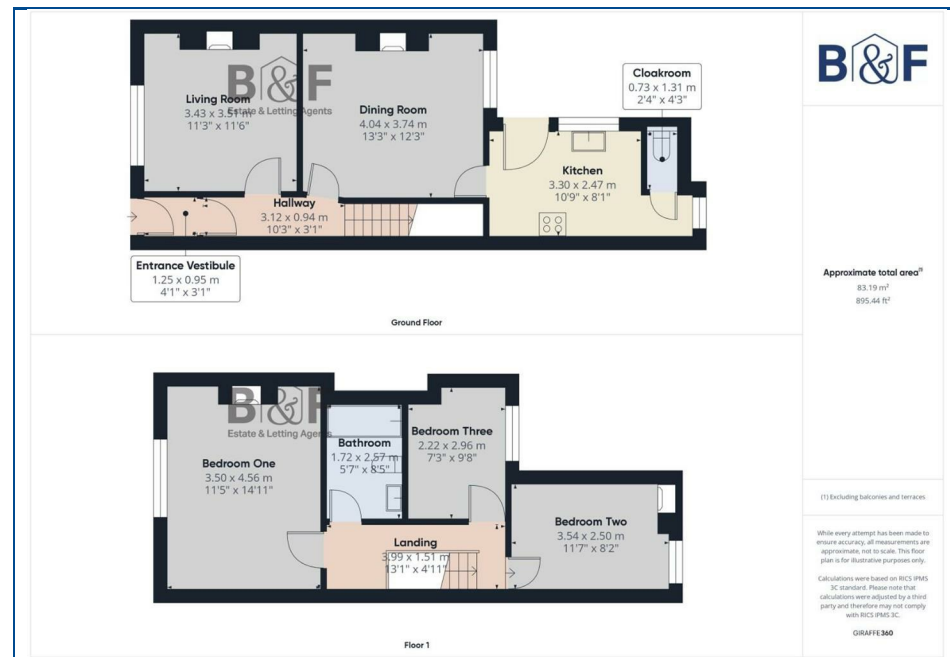 B&F
Estate & Letting Agents
Living Room
3.43 x 3.51 m
11'3" x 11'6"
Dining Room
4.04 x 3.74 m
13'3" x 12'3"
Cloakroom
0.73 x 1.31 m
2'4" x 4'3"
Kitchen
3.30 x 2.47 m
10'9" x 8'1"
Hallway
3.12 x 0.94 m
10'3" x 3'1"
Entrance Vestibule
1.25 x 0.95 m
4'1" x 3'1"
Ground Floor
B&F
Estate & Letting Agents
Bedroom One
3.50 x 4.56 m
11'5" x 14'11"
Bathroom
1.72 x 2.57 m
5'7" x 8'5"
Bedroom Three
2.22 x 2.96 m
7'3" x 9'8"
Landing
3.99 x 1.51 m
13'1" x 4'11"
Bedroom Two
3.54 x 2.50 m
11'7" x 8'2"
Floor 1
B&F
Approximate total area(1)
83.19 m²
895.44 ft²
(1) Excluding balconies and terraces
While every attempt has been made to
ensure accuracy, all measurements are
approximate, not to scale. This floor
plan is for illustrative purposes only.
Calculations were based on RICS IPMS
3C standard. Please note that
calculations were adjusted by a third
party and therefore may not comply
with RICS IPMS 3C.
GIRAFFE360